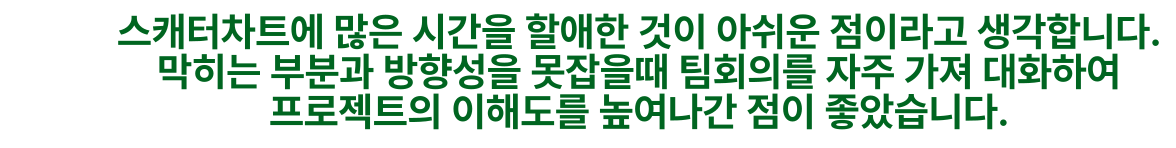 스캐터차트에 많은 시간을 할애한 것이 아쉬운 점이라고 생각합니다.
막히는 부분과 방향성을 못잡을때 팀회의를 자주 가져 대화하여
프로젝트의 이해도를 높여나간 점이 좋았습니다.